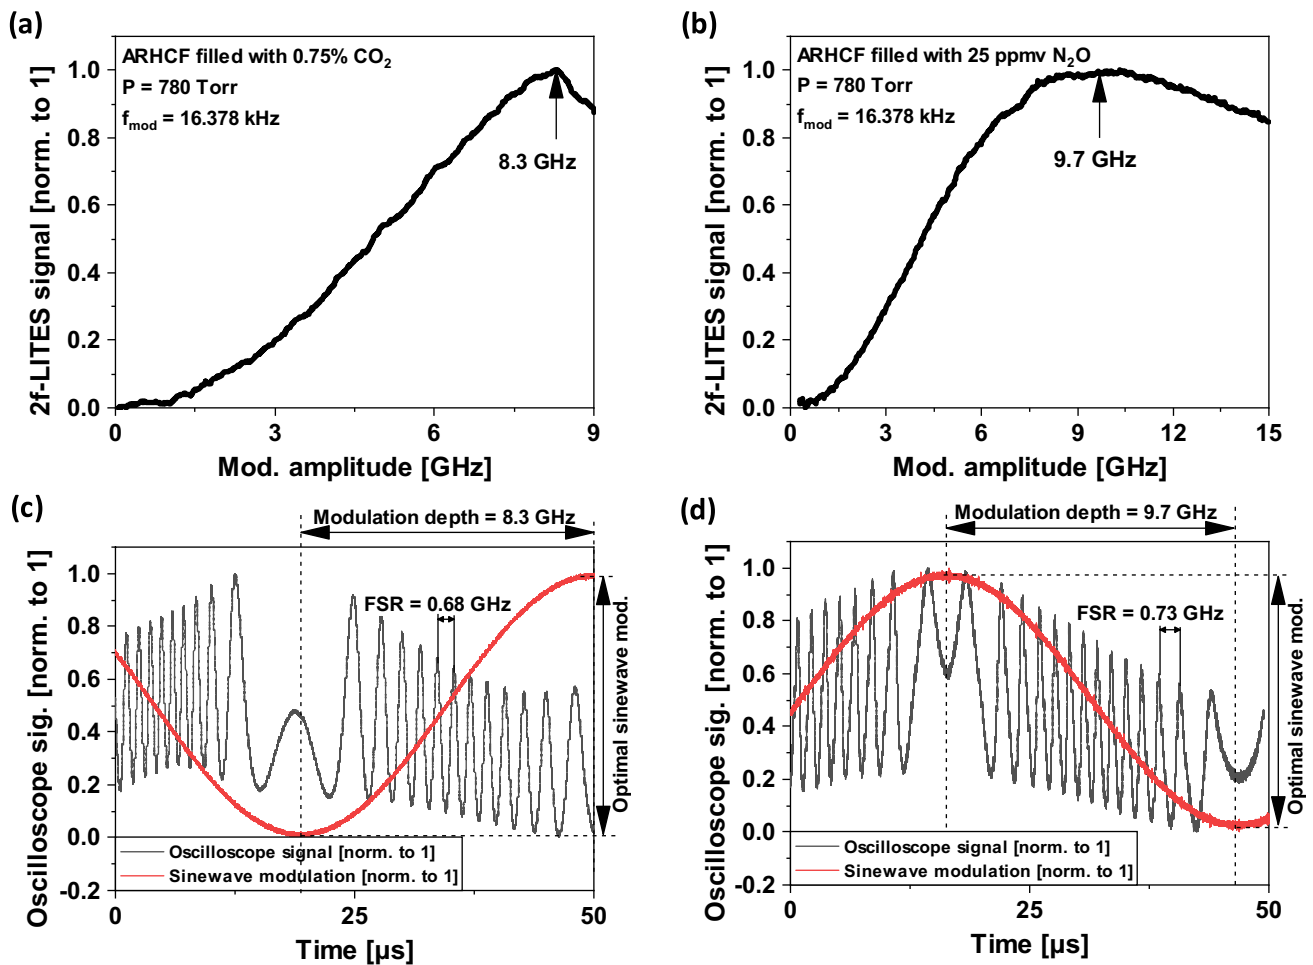 (a)
ARHCF filled with 0.75% CO₂
P = 780 Torr
f_mod = 16.378 kHz
8.3 GHz
1.0
0.8
0.6
0.4
0.2
0.0
0
3
6
9
2f-LITES signal [norm. to 1]
Mod. amplitude [GHz]
(b)
ARHCF filled with 25 ppmv N₂O
P = 780 Torr
f_mod = 16.378 kHz
9.7 GHz
1.0
0.8
0.6
0.4
0.2
0.0
0
3
6
9
12
15
2f-LITES signal [norm. to 1]
Mod. amplitude [GHz]
(c)
Modulation depth = 8.3 GHz
FSR = 0.68 GHz
Optimal sinewave mod.
1.0
0.8
0.6
0.4
0.2
0.0
-0.2
0
25
50
Oscilloscope signal [norm. to 1]
Sinewave modulation [norm. to 1]
Oscilloscope sig. [norm. to 1]
Time [µs]
(d)
Modulation depth = 9.7 GHz
FSR = 0.73 GHz
Optimal sinewave mod.
1.0
0.8
0.6
0.4
0.2
0.0
-0.2
0
25
50
Oscilloscope signal [norm. to 1]
Sinewave modulation [norm. to 1]
Oscilloscope sig. [norm. to 1]
Time [µs]